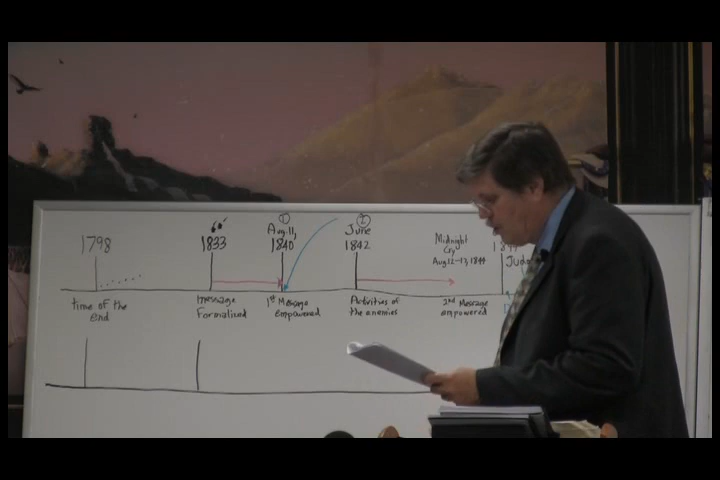 1798
1833
①
Aug. 11,
1840
②
June
1842
Midnight
Cry
Aug 12-17, 1844
Time of the
End
Message
Formalized
1st Message
Empowered
Activities of
the enemies
2nd Message
empowered